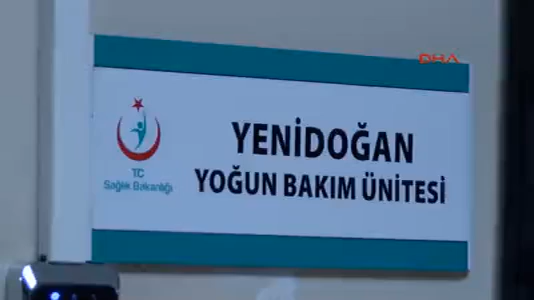 DHA
YENİDOĞAN
YOĞUN BAKIM ÜNİTESİ
TC
Sağlık Bakanlığı